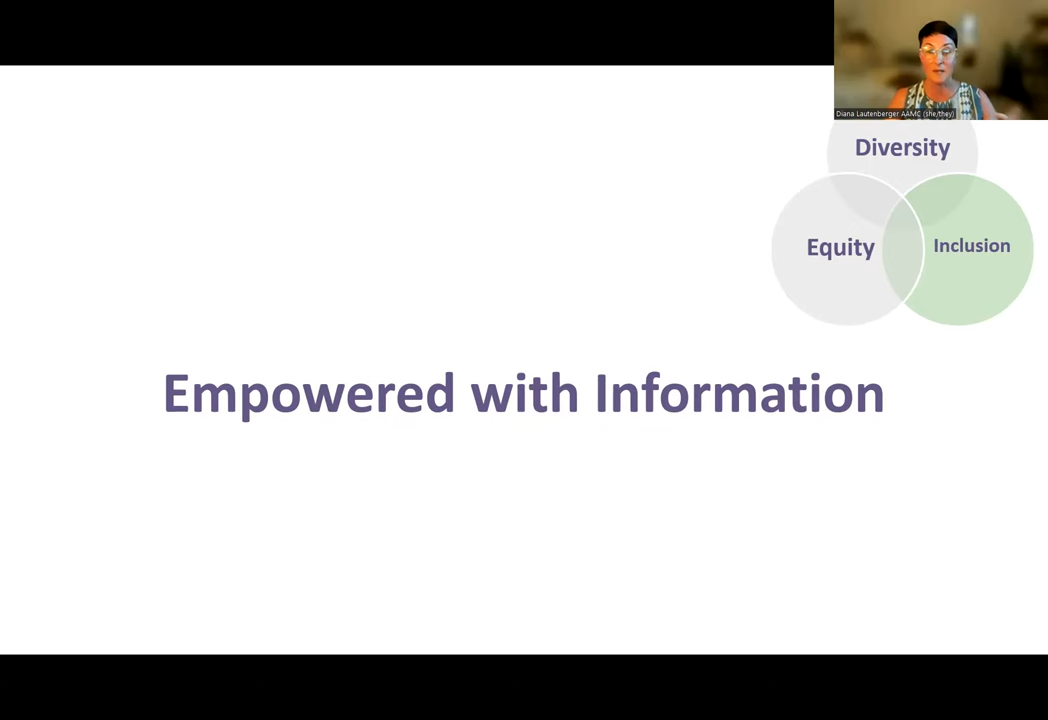 Diana Lautenberger AAMC (she/they)
Diversity
Equity
Inclusion
Empowered with Information